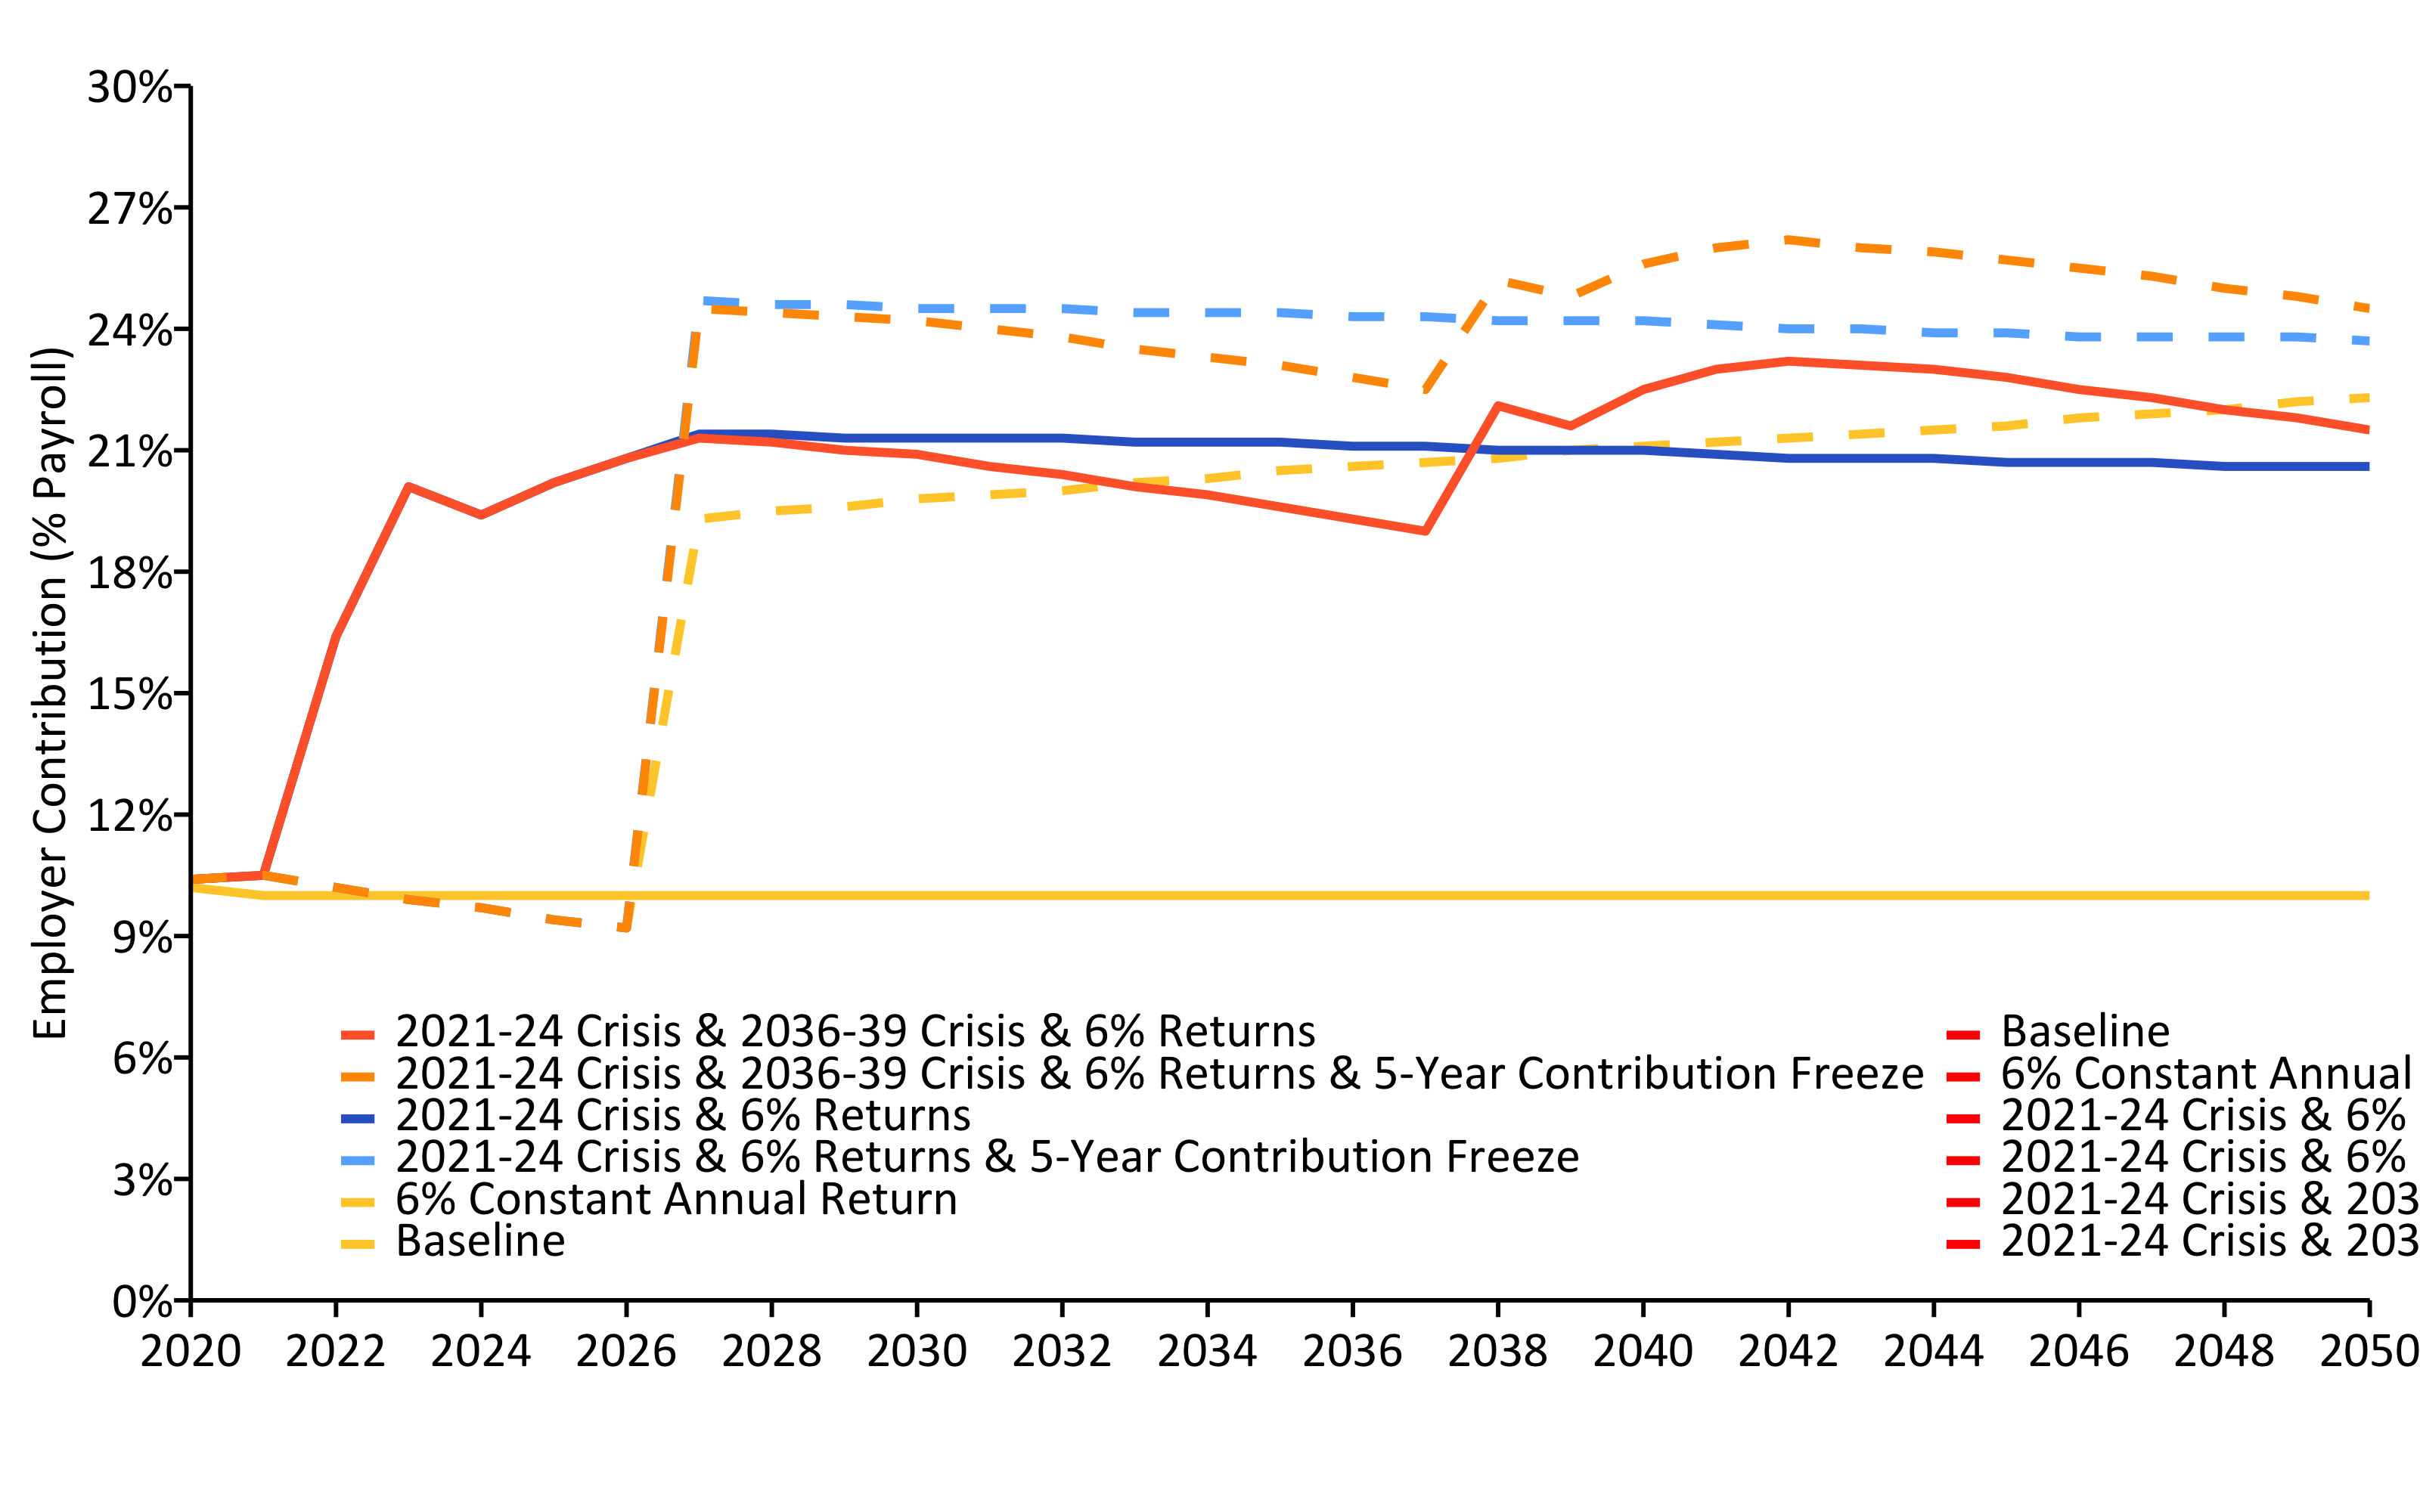 30%
27%
24%
21%
18%
15%
12%
9%
6%
3%
0%
Employer Contribution (% Payroll)
2021-24 Crisis & 2036-39 Crisis & 6% Returns
2021-24 Crisis & 2036-39 Crisis & 6% Returns & 5-Year Contribution Freeze
2021-24 Crisis & 6% Returns
2021-24 Crisis & 6% Returns & 5-Year Contribution Freeze
6% Constant Annual Return
Baseline
Baseline
6% Constant Annual
2021-24 Crisis & 6%
2021-24 Crisis & 6%
2021-24 Crisis & 203
2021-24 Crisis & 203
2020 2022 2024 2026 2028 2030 2032 2034 2036 2038 2040 2042 2044 2046 2048 2050